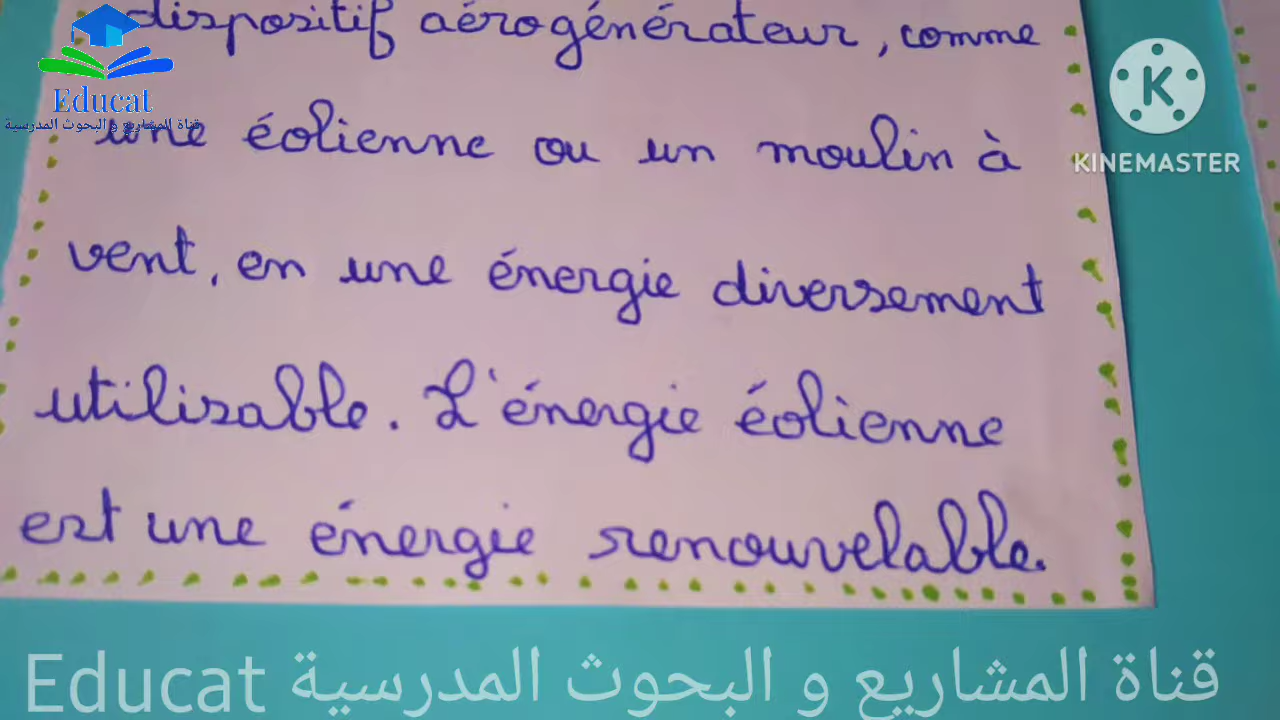 dispositif aérogénérateur, comme
une éolienne ou un moulin à
vent, en une énergie diversement
utilisable. L'énergie éolienne
est une énergie renouvelable.
Educat
قناة المشاريع و البحوث المدرسية
K
KINEMASTER
Educat قناة المشاريع و البحوث المدرسية